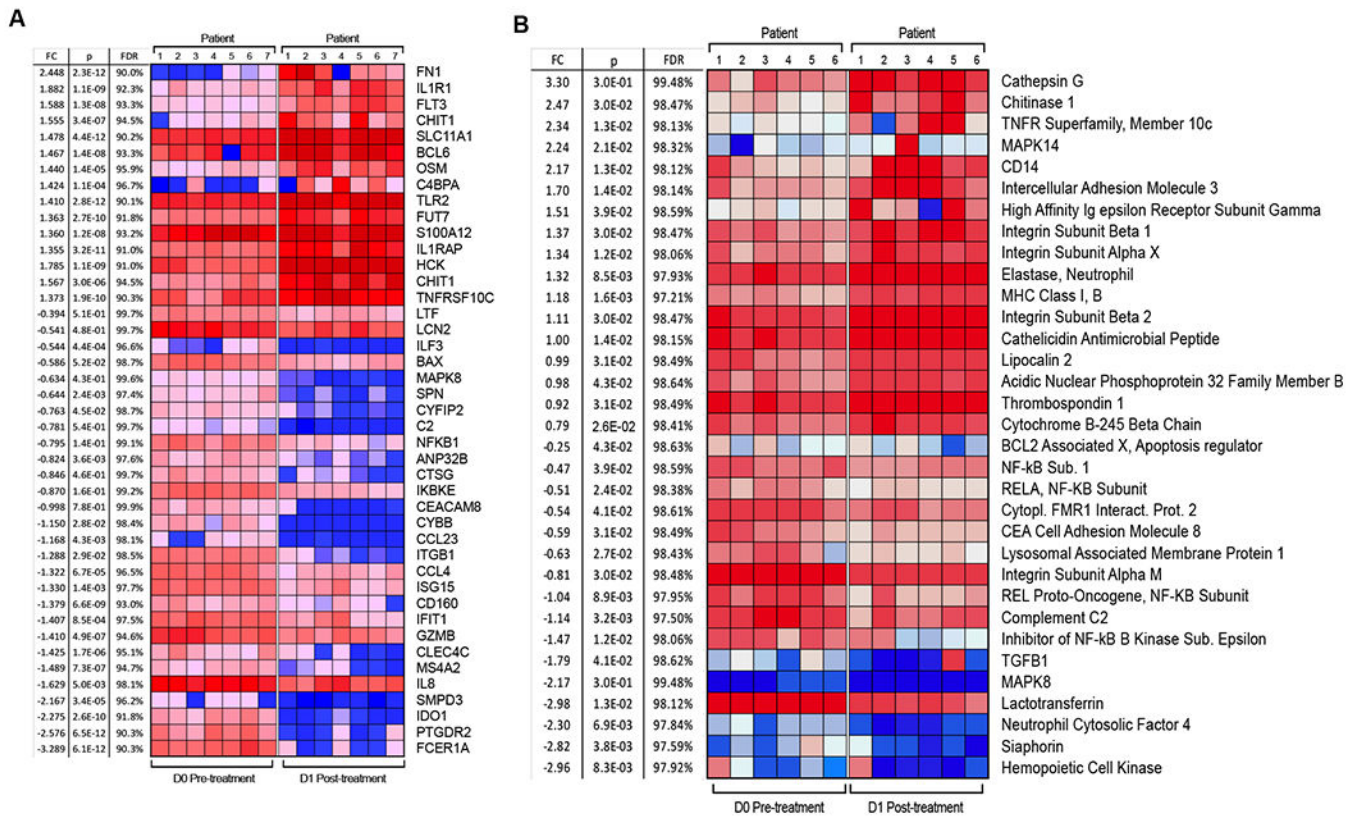 A
Patient Patient
FC p FDR 1 2 3 4 5 6 7 1 2 3 4 5 6 7
2.448 2.3E-12 90.0% FN1
1.882 1.1E-09 92.3% IL1R1
1.588 1.3E-08 93.3% FLT3
1.555 3.4E-07 94.5% CHIT1
1.478 4.4E-12 90.2% SLC11A1
1.467 1.4E-08 93.3% BCL6
1.440 1.4E-05 95.9% OSM
1.424 1.1E-04 96.7% C4BPA
1.410 2.8E-12 90.1% TLR2
1.363 2.7E-10 91.8% FUT7
1.360 1.2E-08 93.2% S100A12
1.355 3.2E-11 91.0% IL1RAP
1.785 1.1E-09 91.0% HCK
1.567 3.0E-06 94.5% CHIT1
1.373 1.9E-10 90.3% TNFRSF10C
-0.394 5.1E-01 99.7% LTF
-0.541 4.8E-01 99.7% LCN2
-0.544 4.4E-04 96.6% ILF3
-0.586 5.2E-02 98.7% BAX
-0.634 4.3E-01 99.6% MAPK8
-0.644 2.4E-03 97.4% SPN
-0.763 4.5E-02 98.7% CYFIP2
-0.781 5.4E-01 99.7% C2
-0.795 1.4E-01 99.1% NFKB1
-0.824 3.6E-03 97.6% ANP32B
-0.846 4.6E-01 99.7% CTSG
-0.870 1.6E-01 99.2% IKBKE
-0.998 7.8E-01 99.9% CEACAM8
-1.150 2.8E-02 98.4% CYBB
-1.168 4.3E-03 98.1% CCL23
-1.288 2.9E-02 98.5% ITGB1
-1.322 6.7E-05 96.5% CCL4
-1.330 1.4E-03 97.7% ISG15
-1.379 6.6E-09 93.0% CD160
-1.407 8.5E-04 97.5% IFIT1
-1.410 4.9E-07 94.6% GZMB
-1.425 1.7E-06 95.1% CLEC4C
-1.489 7.3E-07 94.7% MS4A2
-1.629 5.0E-03 98.1% IL8
-2.167 3.4E-05 96.2% SMPD3
-2.275 2.6E-10 91.8% IDO1
-2.576 6.5E-12 90.3% PTGDR2
-3.289 6.1E-12 90.3% FCER1A
D0 Pre-treatment D1 Post-treatment
B
Patient Patient
FC p FDR 1 2 3 4 5 6 1 2 3 4 5 6
3.30 3.0E-01 99.48% Cathepsin G
2.47 3.0E-02 98.47% Chitinase 1
2.34 1.3E-02 98.13% TNFR Superfamily, Member 10c
2.24 2.1E-02 98.32% MAPK14
2.17 1.3E-02 98.12% CD14
1.70 1.4E-02 98.14% Intercellular Adhesion Molecule 3
1.51 3.9E-02 98.59% High Affinity Ig epsilon Receptor Subunit Gamma
1.37 3.0E-02 98.47% Integrin Subunit Beta 1
1.34 1.2E-02 98.06% Integrin Subunit Alpha X
1.32 8.5E-03 97.93% Elastase, Neutrophil
1.18 1.6E-03 97.21% MHC Class I, B
1.11 3.0E-02 98.47% Integrin Subunit Beta 2
1.00 1.4E-02 98.15% Cathelicidin Antimicrobial Peptide
0.99 3.1E-02 98.49% Lipocalin 2
0.98 4.3E-02 98.64% Acidic Nuclear Phosphoprotein 32 Family Member B
0.92 3.1E-02 98.49% Thrombospondin 1
0.79 2.6E-02 98.41% Cytochrome B-245 Beta Chain
-0.25 4.3E-02 98.63% BCL2 Associated X, Apoptosis regulator
-0.47 3.9E-02 98.59% NF-kB Sub. 1
-0.51 2.4E-02 98.38% RELA, NF-KB Subunit
-0.54 4.1E-02 98.61% Cytopl. FMR1 Interact. Prot. 2
-0.59 3.1E-02 98.49% CEA Cell Adhesion Molecule 8
-0.63 2.7E-02 98.43% Lysosomal Associated Membrane Protein 1
-0.81 3.0E-02 98.48% Integrin Subunit Alpha M
-1.04 8.9E-03 97.95% REL Proto-Oncogene, NF-KB Subunit
-1.14 3.2E-03 97.50% Complement C2
-1.47 1.2E-02 98.06% Inhibitor of NF-kB B Kinase Sub. Epsilon
-1.79 4.1E-02 98.62% TGFB1
-2.17 3.0E-01 99.48% MAPK8
-2.98 1.3E-02 98.12% Lactotransferrin
-2.30 6.9E-03 97.84% Neutrophil Cytosolic Factor 4
-2.82 3.8E-03 97.59% Siaphorin
-2.96 8.3E-03 97.92% Hemopoietic Cell Kinase
D0 Pre-treatment D1 Post-treatment